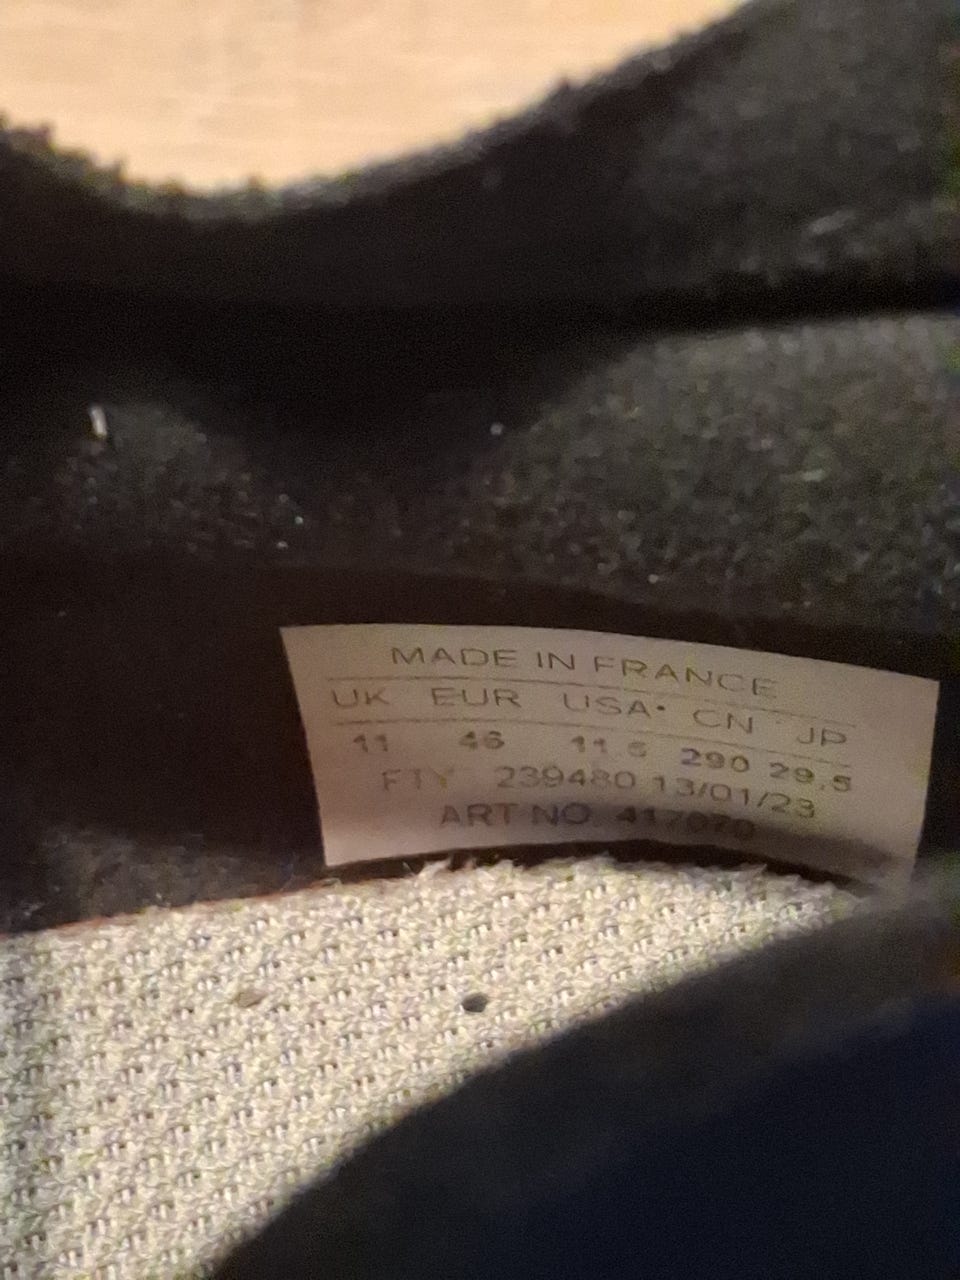 MADE IN FRANCE
UK EUR USA• CN JP
11 46 11.5 290 29.5
FTY 239480 13/01/23
ART NO. 417070